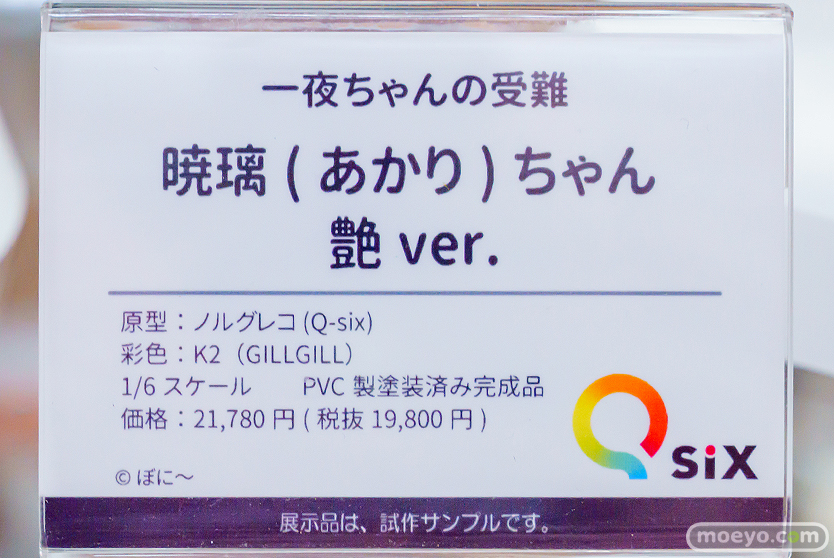 一夜ちゃんの受難
暁璃(あかり)ちゃん
艶 ver.
原型：ノルグレコ(Q-six)
彩色：K2（GILLGILL）
1/6 スケール　　PVC 製塗装済み完成品
価格：21,780 円 ( 税抜 19,800 円 )
© ぼに～
Q six
展示品は、試作サンプルです。
moeyo.com